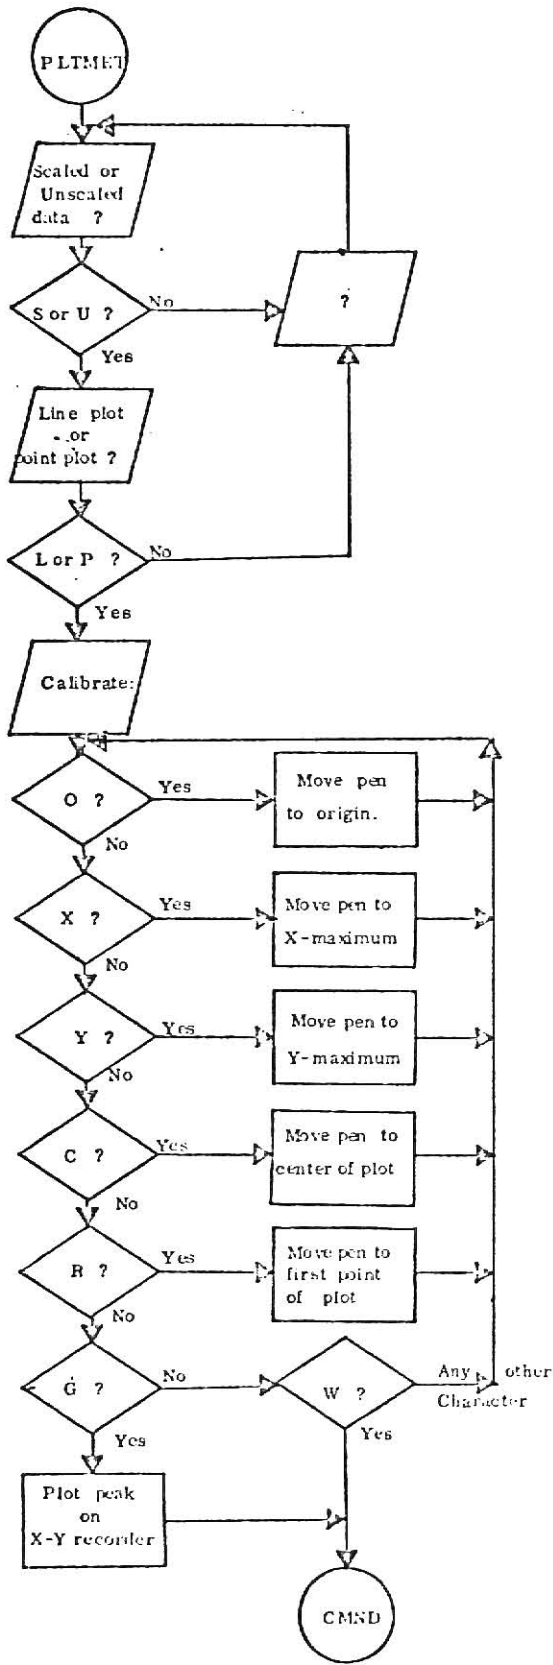 PLTMET
Scaled or
Unscaled
data ?
S or U ?
No
?
Yes
Line plot
or
point plot ?
L or P ?
No
Yes
Calibrate:
O ?
Yes
Move pen
to origin.
No
X ?
Yes
Move pen to
X-maximum
No
Y ?
Yes
Move pen to
Y-maximum
No
C ?
Yes
Move pen to
center of plot
No
R ?
Yes
Move pen to
first point
of plot
No
G ?
No
W ?
Any other
Character
Yes
Yes
Plot peak
on
X-Y recorder
CMND